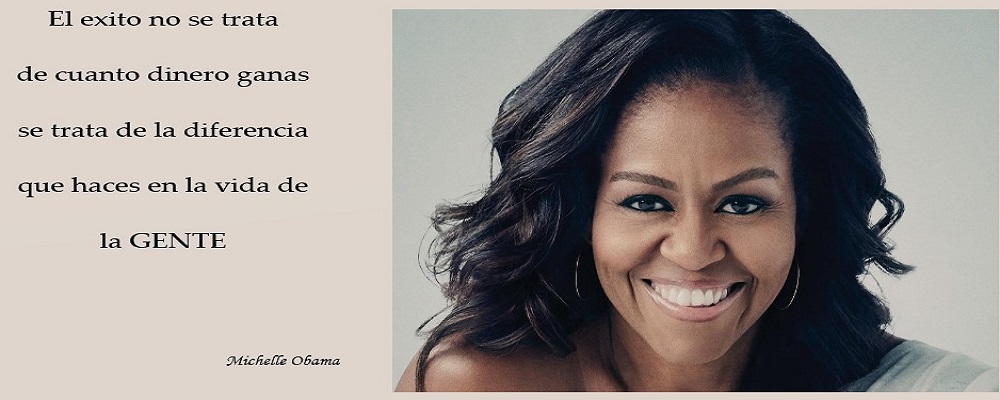 El exito no se trata
de cuanto dinero ganas
se trata de la diferencia
que haces en la vida de
la GENTE
Michelle Obama